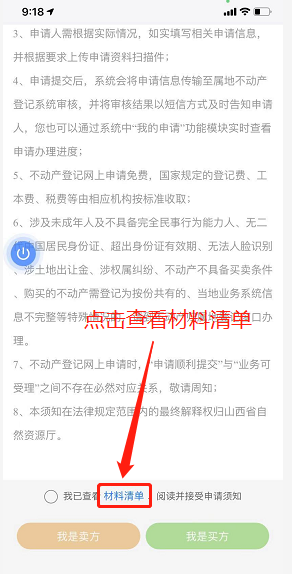 9:18
3、申请人需根据实际情况，如实填写相关申请信息，
并根据要求上传申请资料扫描件；
4、申请提交后，系统会将申请信息传输至属地不动产
登记系统审核，并将审核结果以短信方式及时告知申请
人，您也可以通过系统中“我的申请”功能模块实时查看
申请办理进度；
5、不动产登记网上申请免费，国家规定的登记费、工
本费、税费等由相应机构按标准收取；
6、涉及未成年人及不具备完全民事行为能力人、无二
国居民身份证、超出身份证有效期、无法人脸识别
、涉土地出让金、涉权属纠纷、不动产不具备买卖条件
、购买的不动产需登记为按份共有的、当地业务系统信
息不完整等特殊
口办
点击查看材料清单
理。
7、不动产登记网上申请时，“申请顺利提交”与“业务可
受理”之间不存在必然对应关系，敬请周知；
8、本须知在法律规定范围内的最终解释权归山西省自
然资源厅。
我已查看 材料清单 ，阅读并接受申请须知
我是卖方
我是买方